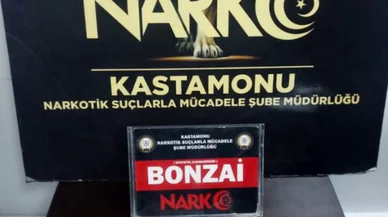 NARKO
KASTAMONU
NARKOTİK SUÇLARLA MÜCADELE ŞUBE MÜDÜRLÜĞÜ
KASTAMONU
NARKOTİK SUÇLARLA MÜCADELE
ŞUBE MÜDÜRLÜĞÜ
BONZAİ
NARKO